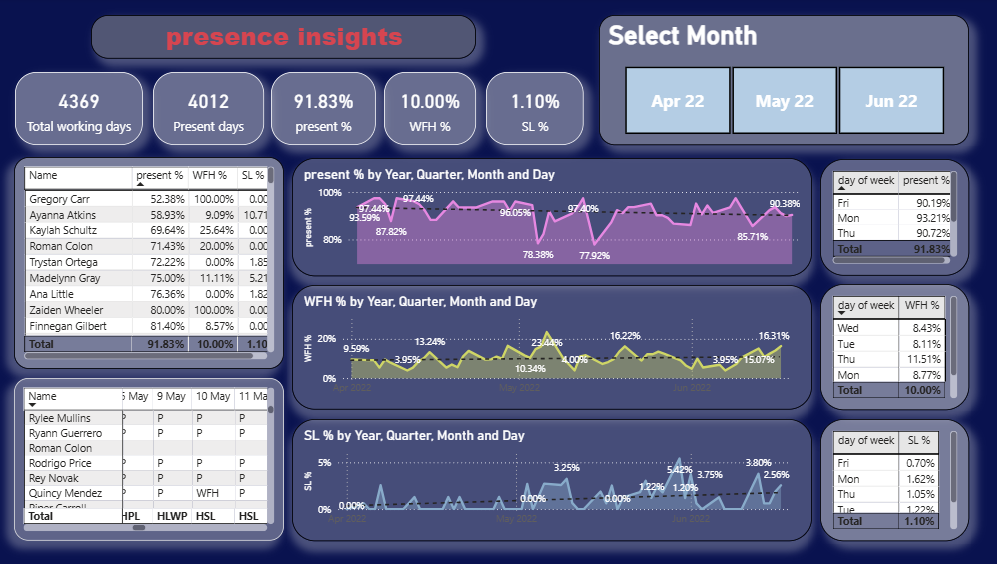 presence insights
Select Month
Apr 22
May 22
Jun 22
4369
Total working days
4012
Present days
91.83%
present %
10.00%
WFH %
1.10%
SL %
Name present % WFH % SL %
Gregory Carr 52.38% 100.00% 0.00
Ayanna Atkins 58.93% 9.09% 10.71
Kaylah Schultz 69.64% 25.64% 0.00
Roman Colon 71.43% 20.00% 0.00
Trystan Ortega 72.22% 0.00% 1.85
Madelynn Gray 75.00% 11.11% 5.21
Ana Little 76.36% 0.00% 1.82
Zaiden Wheeler 80.00% 100.00% 0.00
Finnegan Gilbert 81.40% 8.57% 0.00
Total 91.83% 10.00% 1.10
present % by Year, Quarter, Month and Day
present %
100%
80%
93.59%
97.44%
87.82%
97.44%
96.05%
78.38%
97.40%
77.92%
85.71%
90.38%
day of week present %
Fri 90.19%
Mon 93.21%
Thu 90.72%
Total 91.83%
WFH % by Year, Quarter, Month and Day
WFH %
20%
0%
9.59%
3.95%
13.24%
10.34%
23.44%
4.00%
16.22%
3.95%
15.07%
16.31%
Apr 2022
May 2022
Jun 2022
day of week WFH %
Wed 8.43%
Tue 8.11%
Thu 11.51%
Mon 8.77%
Total 10.00%
Name 9 May 10 May
Rylee Mullins P P P P
Ryann Guerrero P P P P
Roman Colon
Rodrigo Price P P P P
Rey Novak P P P P
Quincy Mendez P P WFH P
Piper Carroll
Total HPL HLWP HSL HSL
SL % by Year, Quarter, Month and Day
SL %
5%
0%
0.00%
0.00%
3.25%
0.00%
1.22%
5.42%
1.20%
3.75%
3.80%
2.56%
Apr 2022
May 2022
Jun 2022
day of week SL %
Fri 0.70%
Mon 1.62%
Thu 1.05%
Tue 1.22%
Total 1.10%